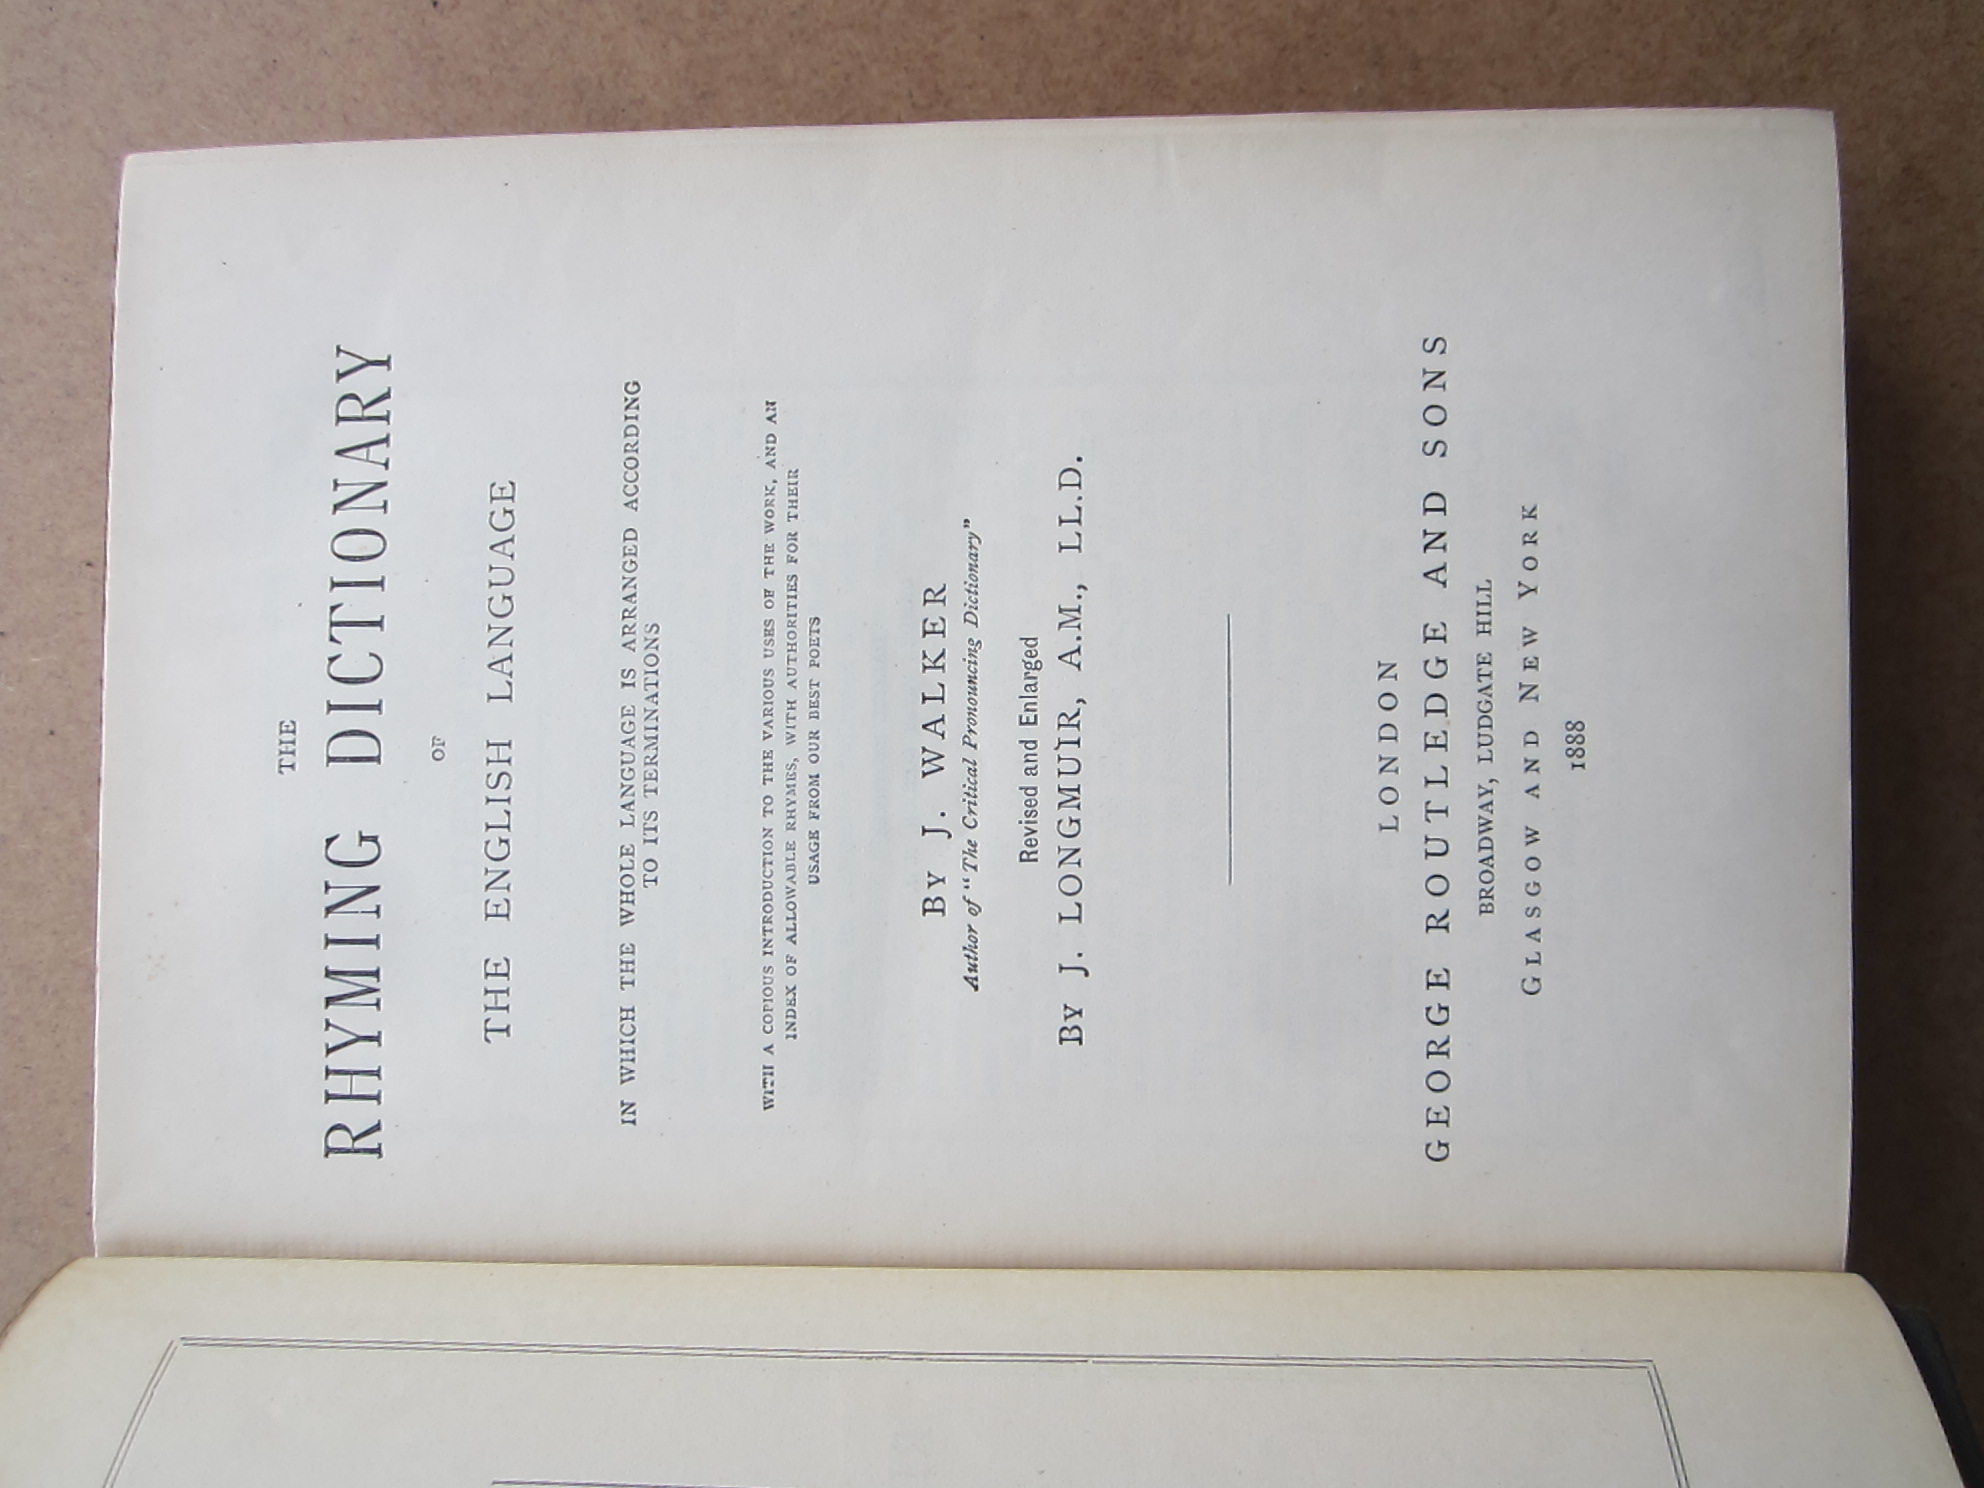 THE
RHYMING DICTIONARY
OF
THE ENGLISH LANGUAGE
IN WHICH THE WHOLE LANGUAGE IS ARRANGED ACCORDING
TO ITS TERMINATIONS
WITH A COPIOUS INTRODUCTION TO THE VARIOUS USES OF THE WORK, AND AN
INDEX OF ALLOWABLE RHYMES, WITH AUTHORITIES FOR THEIR
USAGE FROM OUR BEST POETS
BY J. WALKER
Author of "The Critical Pronouncing Dictionary"
Revised and Enlarged
BY J. LONGMUIR, A.M., LL.D.
LONDON
GEORGE ROUTLEDGE AND SONS
BROADWAY, LUDGATE HILL
GLASGOW AND NEW YORK
1888